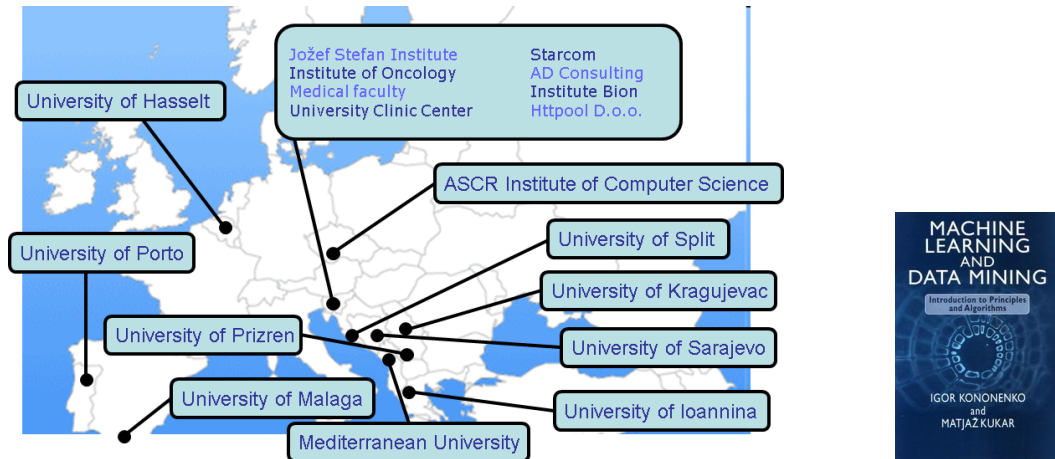 Jožef Stefan Institute
Institute of Oncology
Medical faculty
University Clinic Center
Starcom
AD Consulting
Institute Bion
Httpool D.o.o.
University of Hasselt
ASCR Institute of Computer Science
University of Split
University of Porto
University of Kragujevac
University of Prizren
University of Sarajevo
University of Malaga
University of Ioannina
Mediterranean University
MACHINE
LEARNING
AND
DATA MINING
Introduction to Principles
and Algorithms
IGOR KONONENKO
and
MATJAŽ KUKAR